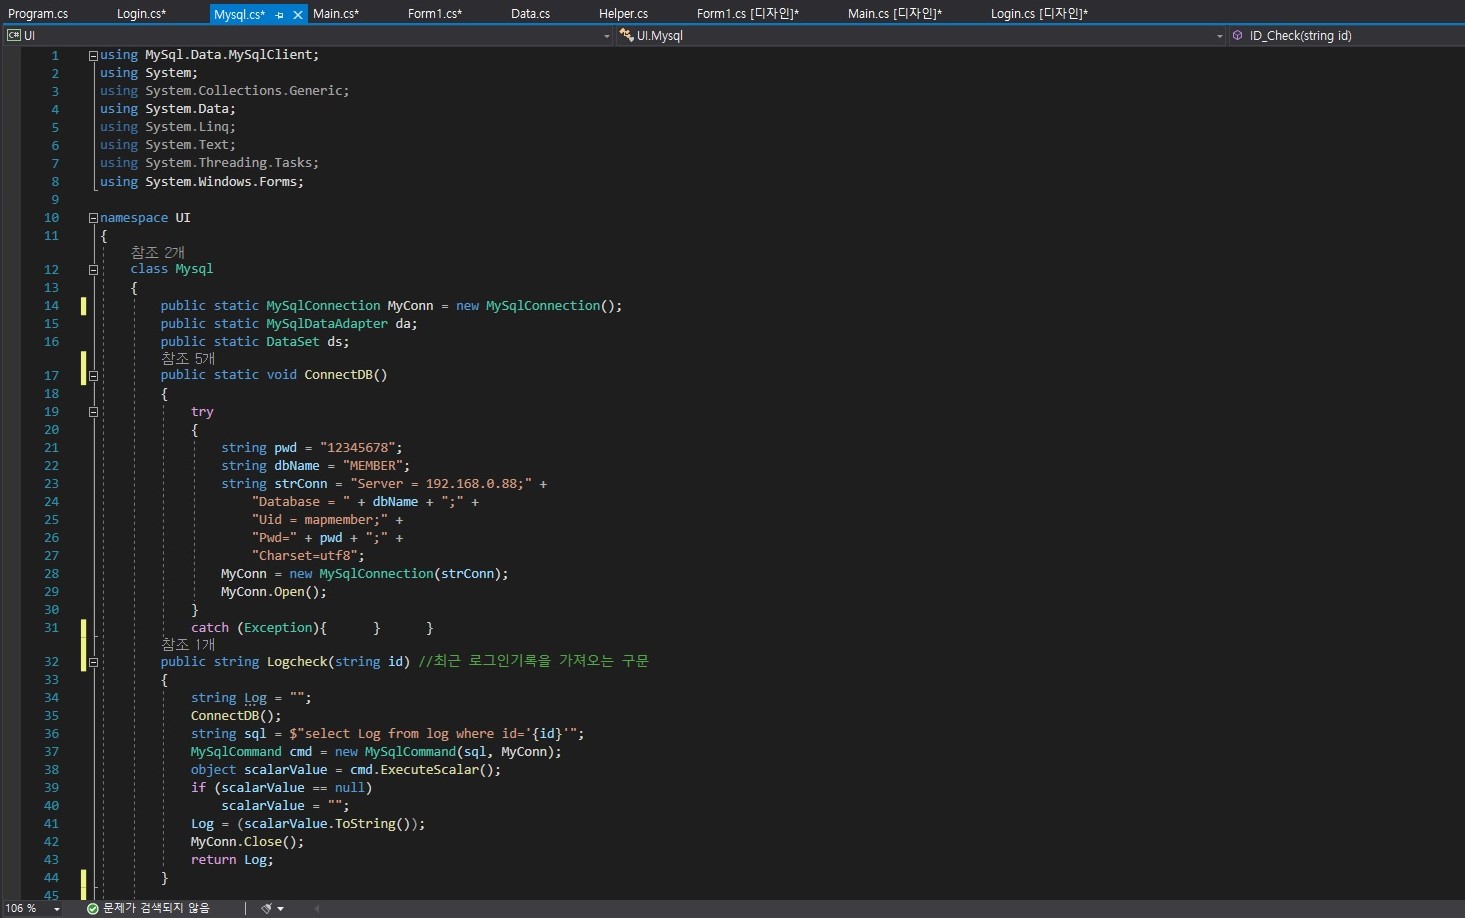 Program.cs Login.cs* Mysql.cs* Main.cs* Form1.cs* Data.cs Helper.cs Form1.cs [디자인]* Main.cs [디자인]* Login.cs [디자인]*
C# UI UI.Mysql ID_Check(string id)
1 using MySql.Data.MySqlClient;
2 using System;
3 using System.Collections.Generic;
4 using System.Data;
5 using System.Linq;
6 using System.Text;
7 using System.Threading.Tasks;
8 using System.Windows.Forms;
9
10 namespace UI
11 {
참조 2개
12 class Mysql
13 {
14 public static MySqlConnection MyConn = new MySqlConnection();
15 public static MySqlDataAdapter da;
16 public static DataSet ds;
참조 5개
17 public static void ConnectDB()
18 {
19 try
20 {
21 string pwd = "12345678";
22 string dbName = "MEMBER";
23 string strConn = "Server = 192.168.0.88;" +
24 "Database = " + dbName + ";" +
25 "Uid = mapmember;" +
26 "Pwd=" + pwd + ";" +
27 "Charset=utf8";
28 MyConn = new MySqlConnection(strConn);
29 MyConn.Open();
30 }
31 catch (Exception){ } }
참조 1개
32 public string Logcheck(string id) //최근 로그인기록을 가져오는 구문
33 {
34 string Log = "";
35 ConnectDB();
36 string sql = $"select Log from log where id='{id}'";
37 MySqlCommand cmd = new MySqlCommand(sql, MyConn);
38 object scalarValue = cmd.ExecuteScalar();
39 if (scalarValue == null)
40 scalarValue = "";
41 Log = (scalarValue.ToString());
42 MyConn.Close();
43 return Log;
44 }
45
106 % 문제가 검색되지 않음